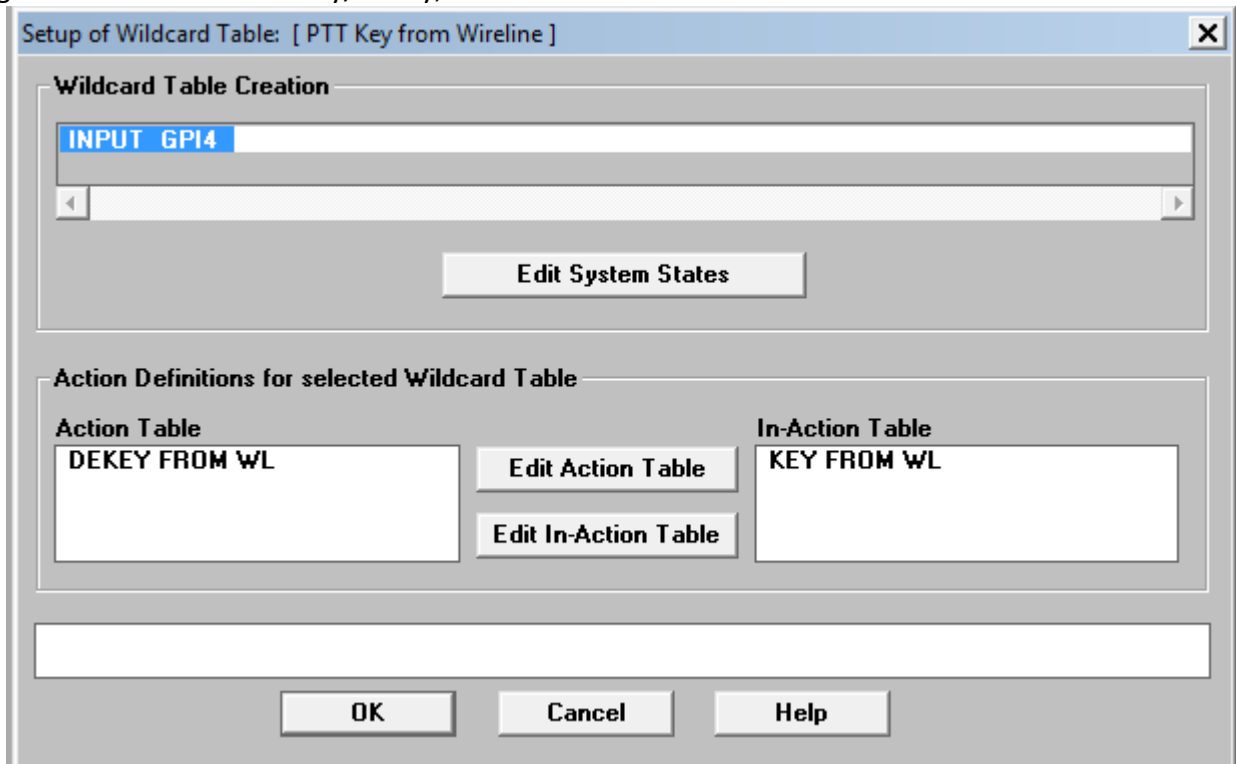 Setup of Wildcard Table: [ PTT Key from Wireline ]
Wildcard Table Creation
INPUT GPI4
Edit System States
Action Definitions for selected Wildcard Table
Action Table
In-Action Table
DEKEY FROM WL
Edit Action Table
KEY FROM WL
Edit In-Action Table
OK
Cancel
Help